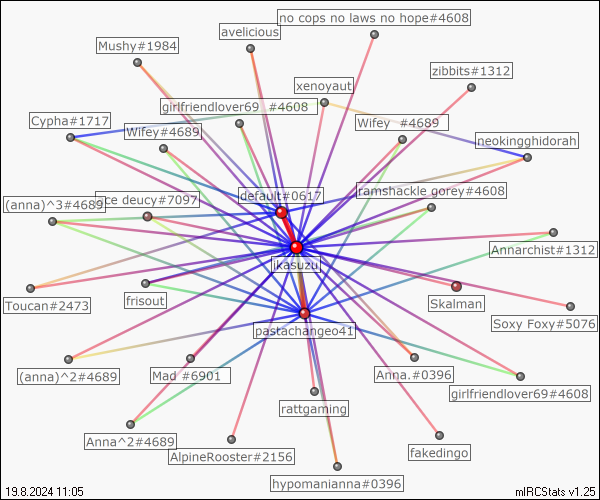 no cops no laws no hope#4608
avelicious
Mushy#1984
zibbits#1312
xenoyaut
girlfriendlover69_#4608
Cypha#1717
Wifey#4689
Wifey_ #4689
neokingghidorah
default#0617
ramshackle gorey#4608
ce deucy#7097
(anna)^3#4689
Annarchist#1312
jkasuzu
Toucan#2473
frisout
Skalman
Soxy Foxy#5076
pastachangeo41
(anna)^2#4689
Mad_#6901
Anna.#0396
girlfriendlover69#4608
rattgaming
Anna^2#4689
AlpineRooster#2156
fakedingo
hypomanianna#0396
19.8.2024 11:05
mIRCStats v1.25